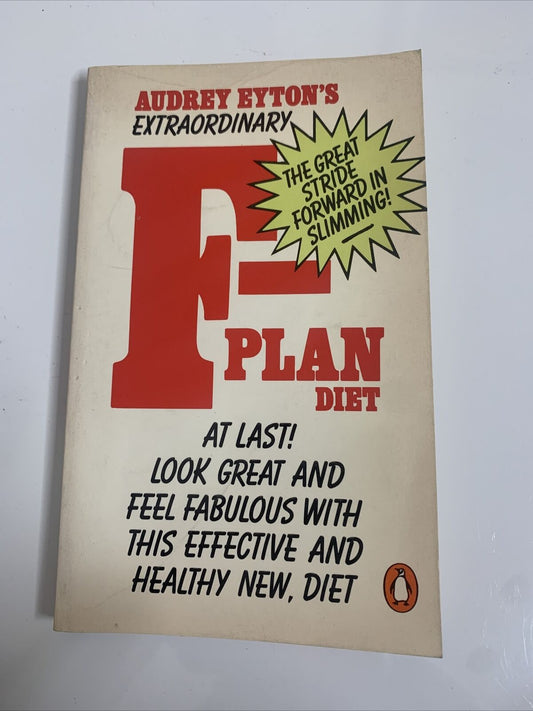 AUDREY EYTON'S
EXTRAORDINARY
THE GREAT
STRIDE
FORWARD IN
SLIMMING!
F-
PLAN
DIET
AT LAST!
LOOK GREAT AND
FEEL FABULOUS WITH
THIS EFFECTIVE AND
HEALTHY NEW, DIET